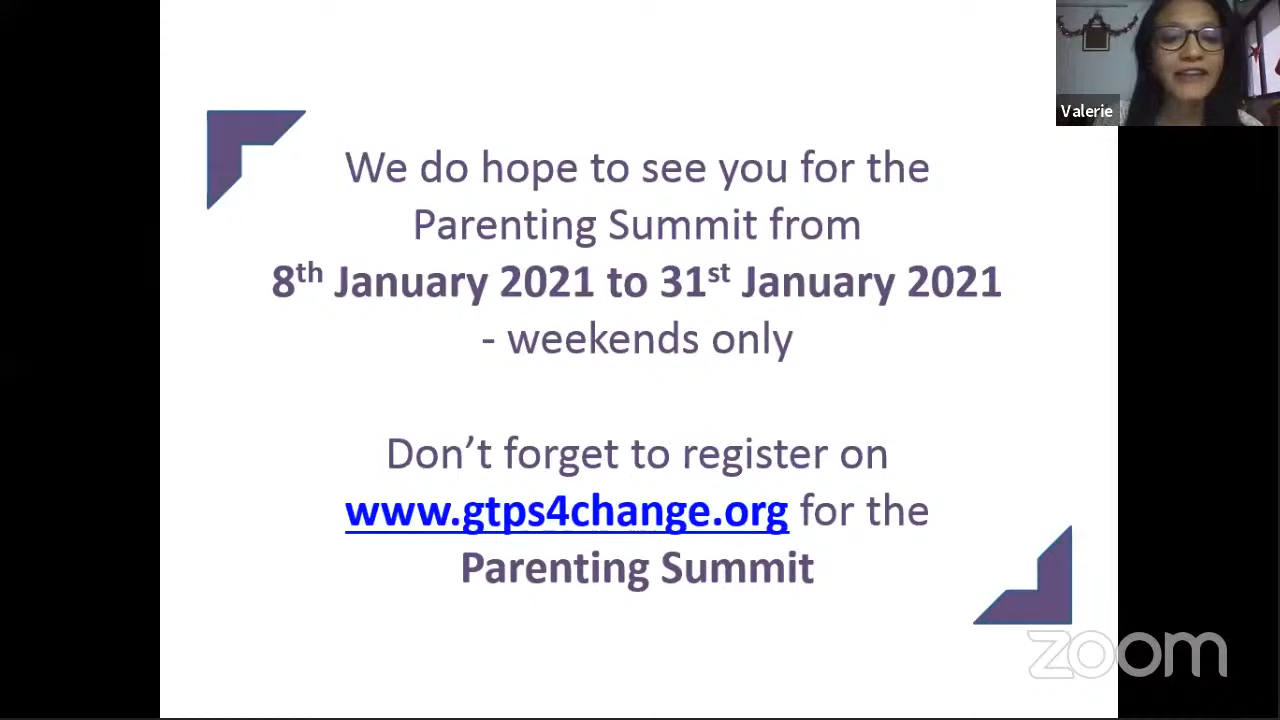 Valerie
We do hope to see you for the
Parenting Summit from
8th January 2021 to 31st January 2021
- weekends only
Don’t forget to register on
www.gtps4change.org for the
Parenting Summit
zoom